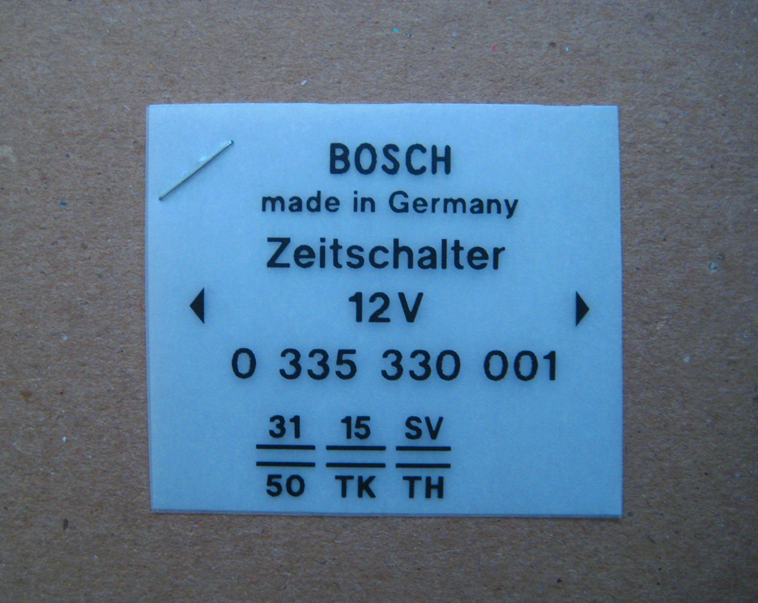 BOSCH
made in Germany
Zeitschalter
12V
0 335 330 001
31 15 SV
50 TK TH